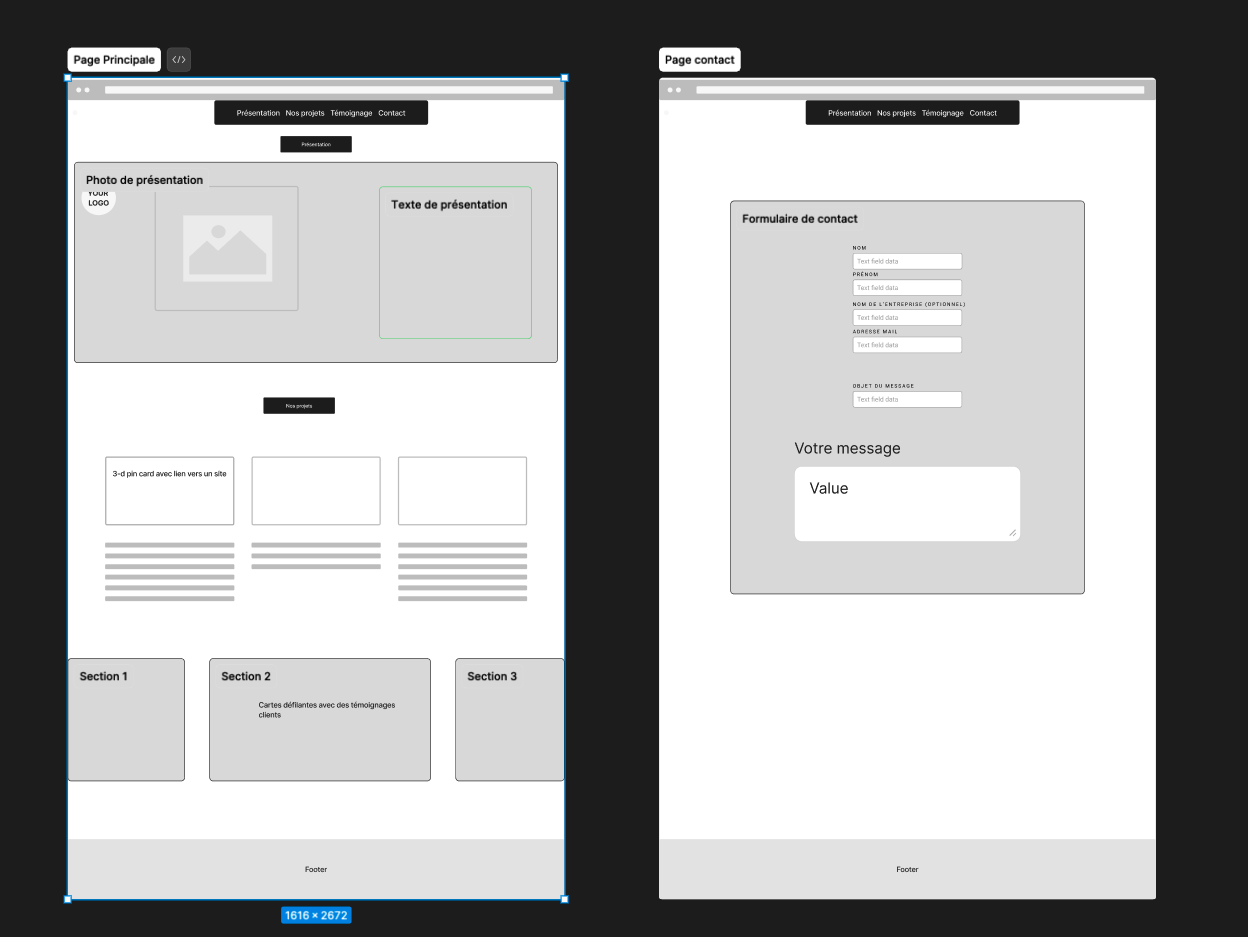 Page Principale
Présentation Nos projets Témoignage Contact
Présentation
Photo de présentation
YOUR
LOGO
Texte de présentation
Nos projets
3-d pin card avec lien vers un site
Section 1
Section 2
Cartes défilantes avec des témoignages
clients
Section 3
Footer
1616 × 2672
Page contact
Présentation Nos projets Témoignage Contact
Formulaire de contact
NOM
Text field data
PRÉNOM
Text field data
NOM DE L'ENTREPRISE (OPTIONNEL)
Text field data
ADRESSE MAIL
Text field data
OBJET DU MESSAGE
Text field data
Votre message
Value
Footer